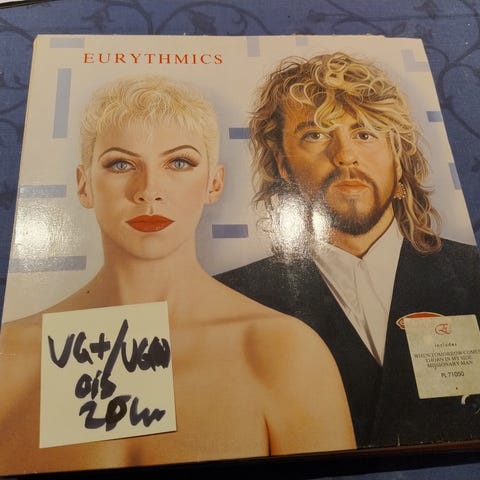 EURYTHMICS
VG+/VG(+)
OIS
20kr
E
includes
WHEN TOMORROW COMES
THORN IN MY SIDE
MISSIONARY MAN
PL 71050